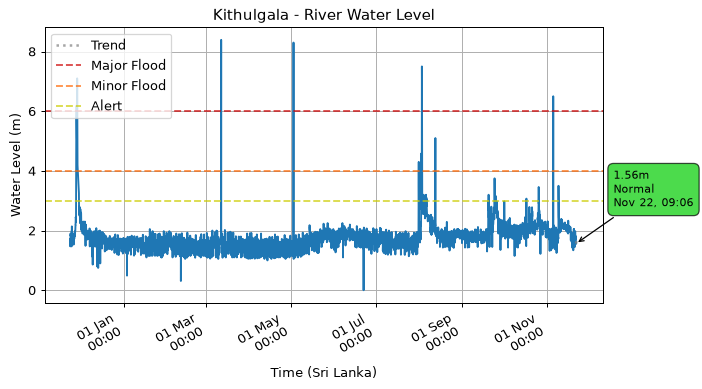 Kithulgala - River Water Level
Trend
Major Flood
Minor Flood
Alert
Water Level (m)
8
6
4
2
0
1.56m
Normal
Nov 22, 09:06
01 Jan
00:00
01 Mar
00:00
01 May
00:00
01 Jul
00:00
01 Sep
00:00
01 Nov
00:00
Time (Sri Lanka)